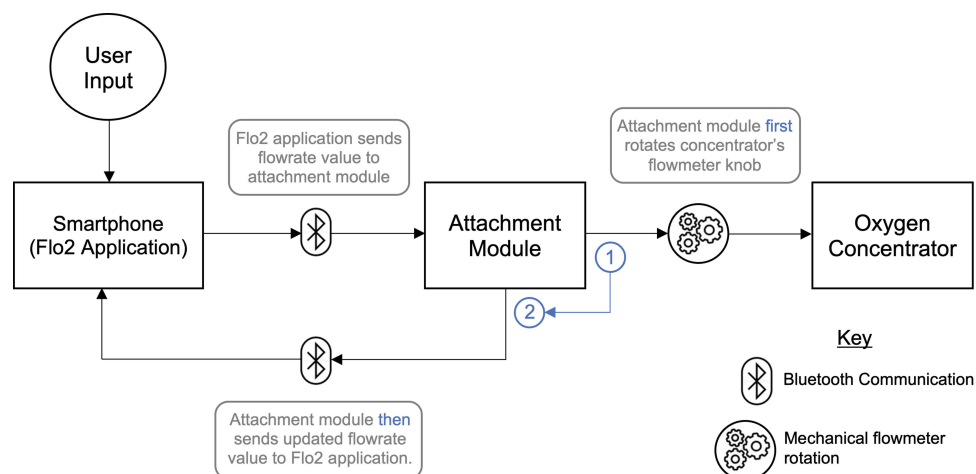 User
Input
Flo2 application sends
flowrate value to
attachment module
Attachment module first
rotates concentrator's
flowmeter knob
Smartphone
(Flo2 Application)
Attachment
Module
Oxygen
Concentrator
1
2
Attachment module then
sends updated flowrate
value to Flo2 application.
Key
Bluetooth Communication
Mechanical flowmeter
rotation